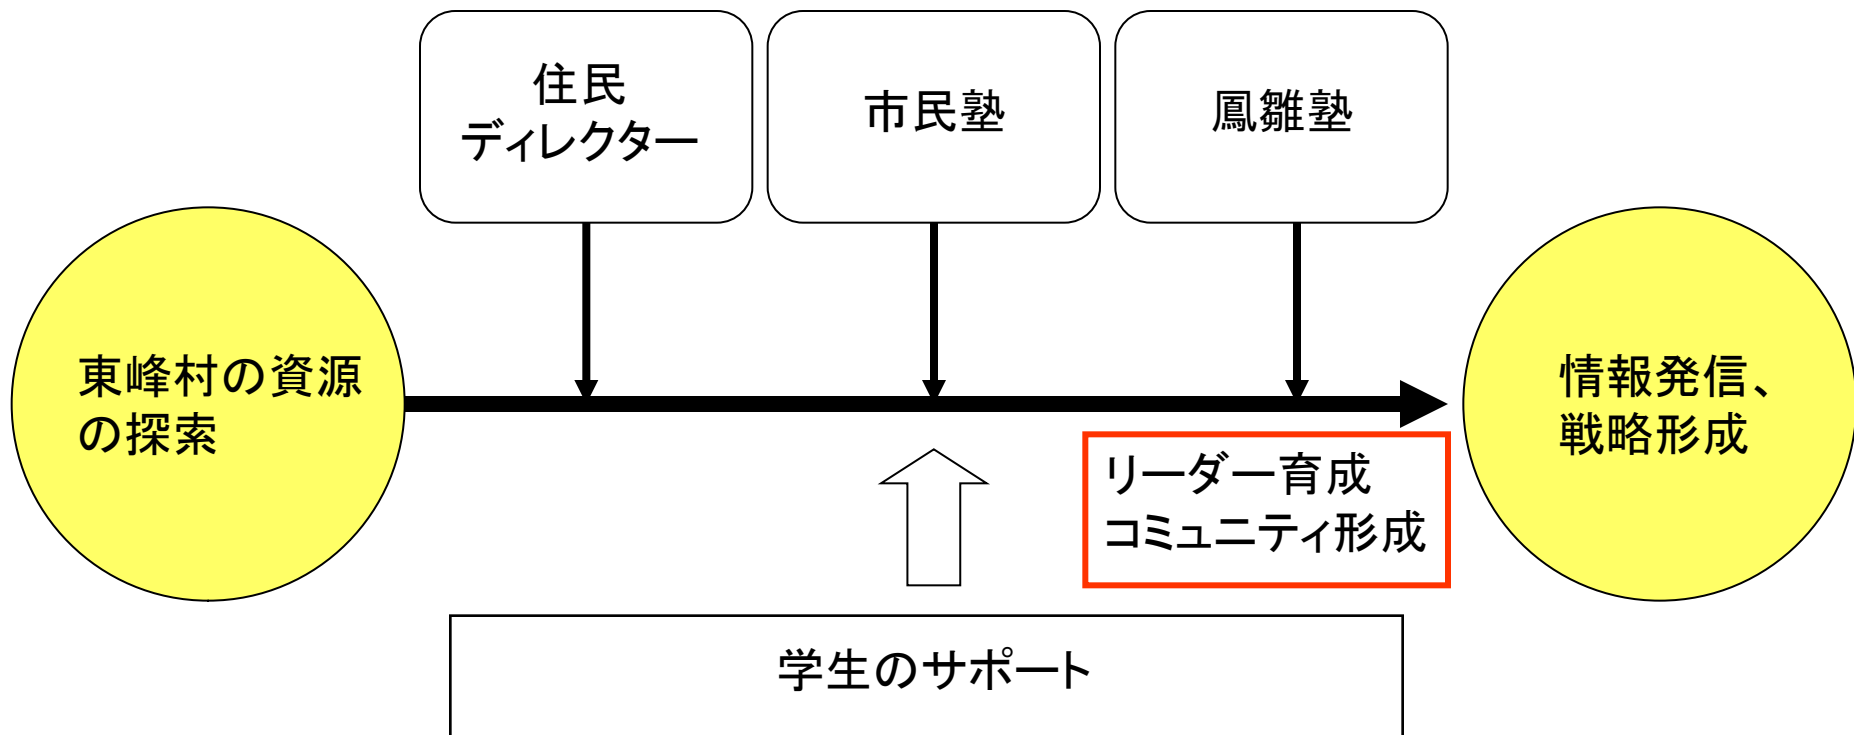 住民
ディレクター
市民塾
鳳雛塾
東峰村の資源
の探索
情報発信、
戦略形成
リーダー育成
コミュニティ形成
学生のサポート